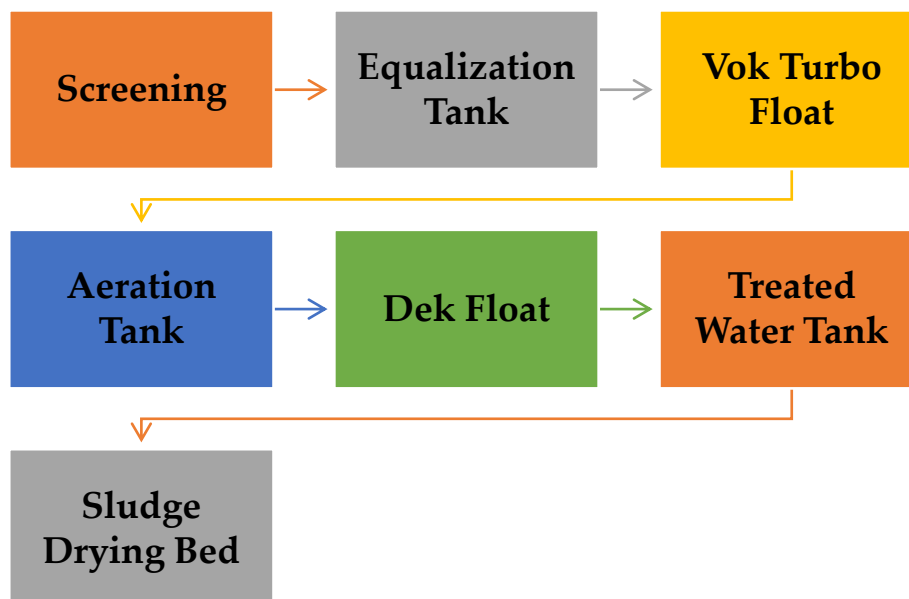 Screening
Equalization
Tank
Vok Turbo
Float
Aeration
Tank
Dek Float
Treated
Water Tank
Sludge
Drying Bed